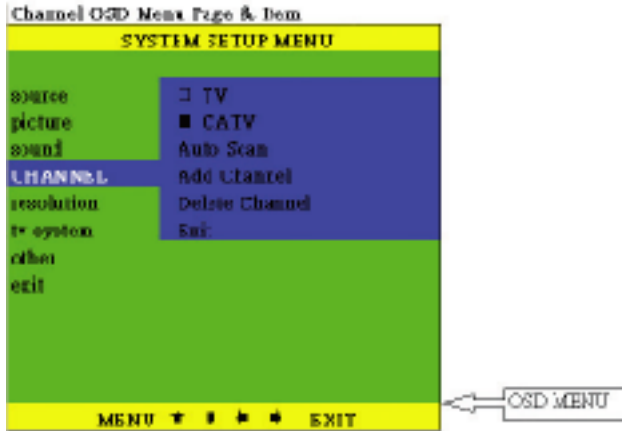 Channel OSD Menu Page & Item
SYSTEM SETUP MENU
source
□ TV
picture
■ CATV
sound
Auto Scan
CHANNEL
Add Channel
resolution
Delete Channel
tv system
Exit
other
exit
MENU EXIT
OSD MENU